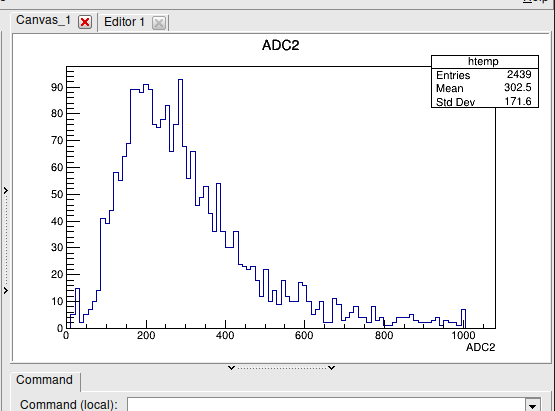 Help
Canvas_1 Editor 1
ADC2
htemp
Entries 2439
Mean 302.5
Std Dev 171.6
90
80
70
60
50
40
30
20
10
0
0 200 400 600 800 1000
ADC2
Command
Command (local):